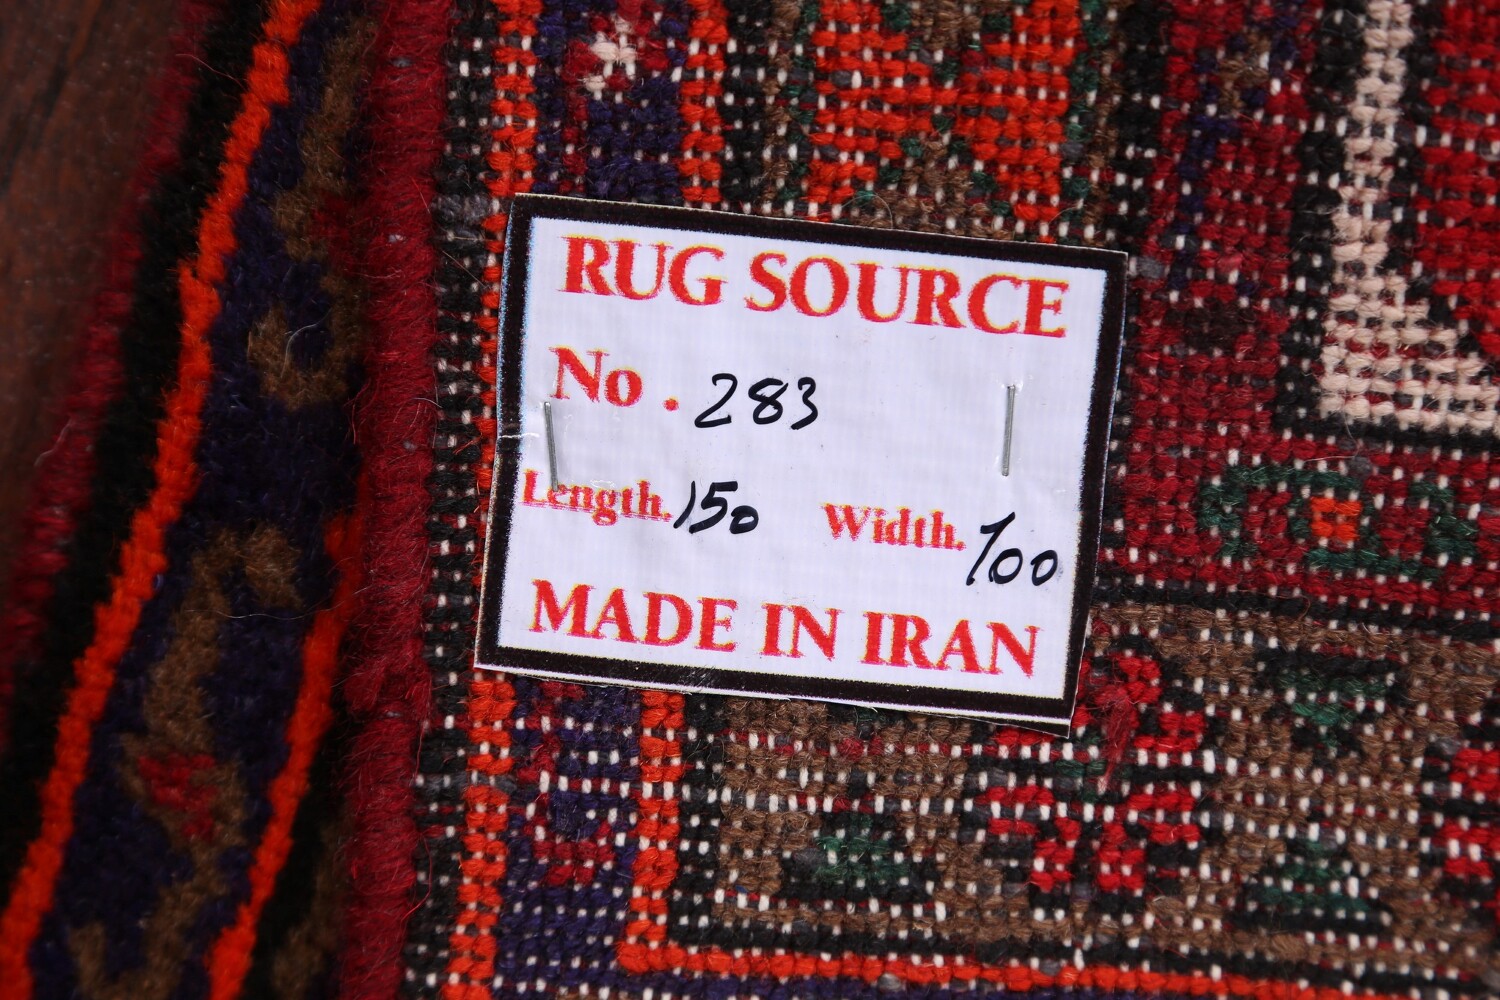 RUG SOURCE
No. 283
Length. 150 Width. 100
MADE IN IRAN